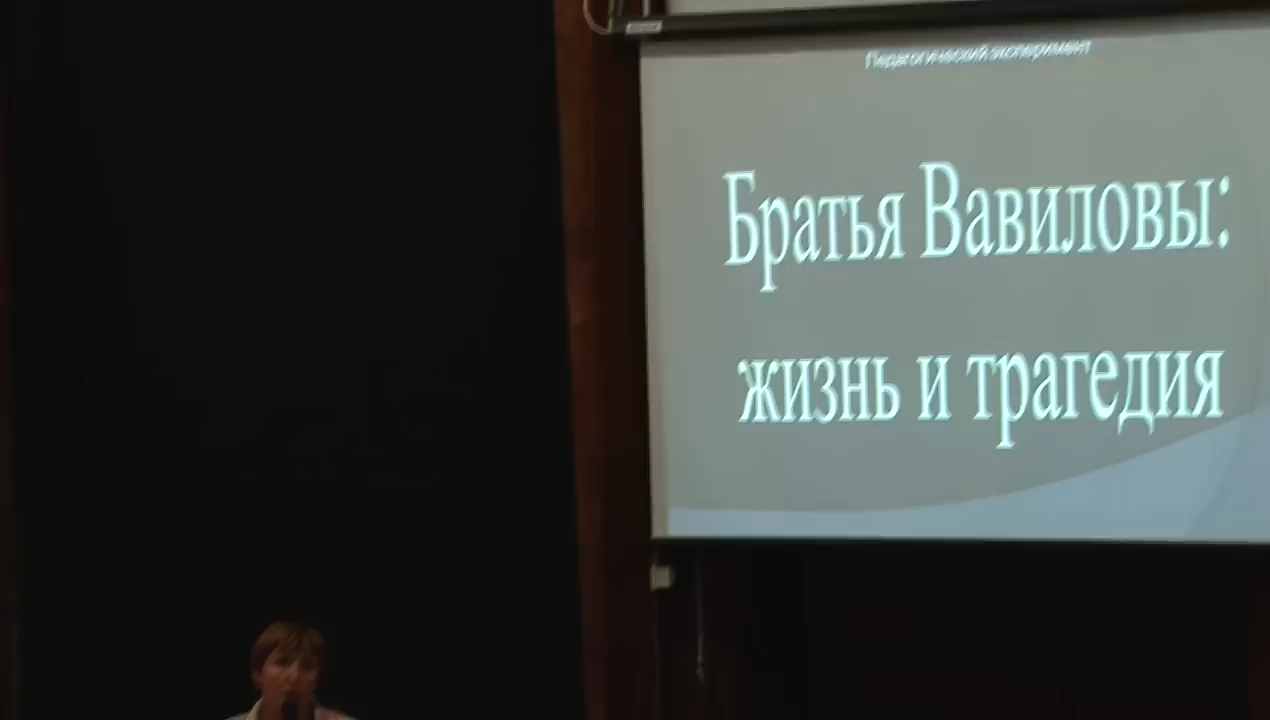 Педагогический эксперимент
Братья Вавиловы:
жизнь и трагедия